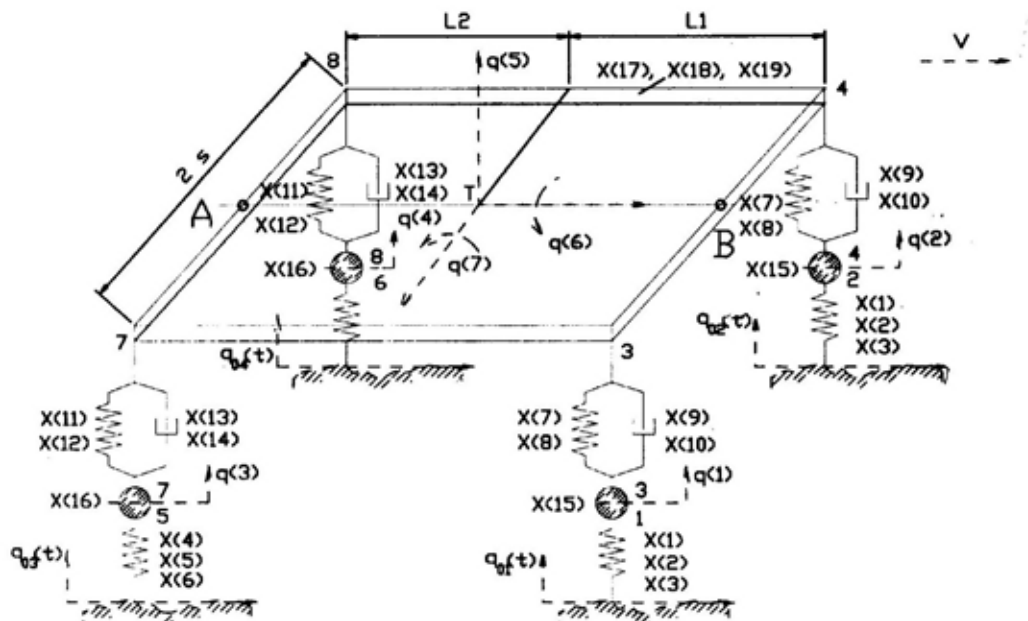 L2
L1
V
8
q(5)
X(17), X(18), X(19)
4
2 s
X(13)
X(14)
X(11)
X(12)
A
T
q(4)
q(6)
q(7)
B
X(7)
X(8)
X(9)
X(10)
q(2)
X(16)
8
6
X(15)
4
2
X(1)
X(2)
X(3)
q04(t)
q02(t)
7
3
X(11)
X(12)
X(13)
X(14)
X(7)
X(8)
X(9)
X(10)
q(3)
q(1)
X(16)
7
5
X(15)
3
1
q03(t)
X(4)
X(5)
X(6)
q01(t)
X(1)
X(2)
X(3)